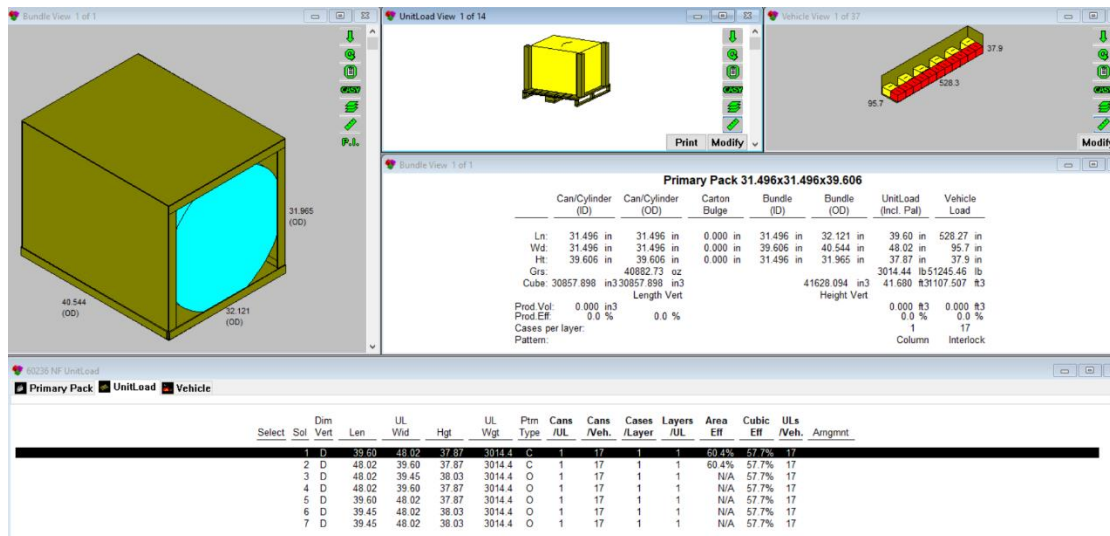 Bundle View 1 of 1
P.I.
31.965
(OD)
40.544
(OD)
32.121
(OD)
UnitLoad View 1 of 14
Print Modify
Vehicle View 1 of 37
37.9
528.3
95.7
Modify
Bundle View 1 of 1
Primary Pack 31.496x31.496x39.606
Can/Cylinder Can/Cylinder Carton Bundle Bundle UnitLoad Vehicle
(ID) (OD) Bulge (ID) (OD) (Incl. Pal) Load
Ln: 31.496 in 31.496 in 0.000 in 31.496 in 32.121 in 39.60 in 528.27 in
Wd: 31.496 in 31.496 in 0.000 in 39.606 in 40.544 in 48.02 in 95.7 in
Ht: 39.606 in 39.606 in 0.000 in 31.496 in 31.965 in 37.87 in 37.9 in
Grs: 40882.73 oz 3014.44 lb51245.46 lb
Cube: 30857.898 in330857.898 in3 41628.094 in3 41.680 ft31107.507 ft3
Length Vert Height Vert
Prod.Vol: 0.000 in3 0.000 ft3 0.000 ft3
Prod.Eff: 0.0 % 0.0 % 0.0 % 0.0 %
Cases per layer: 1 17
Pattern: Column Interlock
60236 NF UnitLoad
Primary Pack UnitLoad Vehicle
Dim UL UL Ptrn Cans Cans Cases Layers Area Cubic ULs
Select Sol Vert Len Wid Hgt Wgt Type /UL /Veh. /Layer /UL Eff Eff /Veh. Arngmnt
1 D 39.60 48.02 37.87 3014.4 C 1 17 1 1 60.4% 57.7% 17
2 D 48.02 39.60 37.87 3014.4 C 1 17 1 1 60.4% 57.7% 17
3 D 48.02 39.45 38.03 3014.4 O 1 17 1 1 N/A 57.7% 17
4 D 48.02 39.60 37.87 3014.4 O 1 17 1 1 N/A 57.7% 17
5 D 39.60 48.02 37.87 3014.4 O 1 17 1 1 N/A 57.7% 17
6 D 39.45 48.02 38.03 3014.4 O 1 17 1 1 N/A 57.7% 17
7 D 39.45 48.02 38.03 3014.4 O 1 17 1 1 N/A 57.7% 17